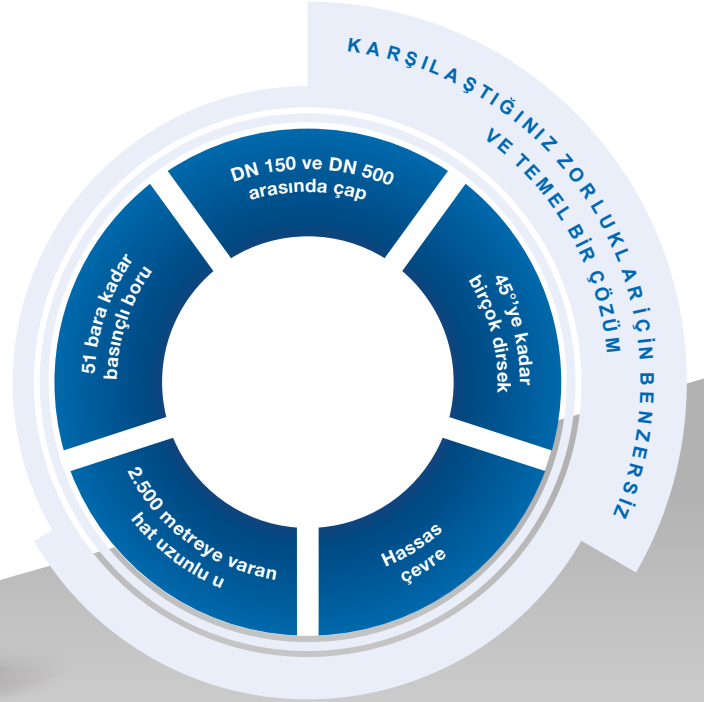 KARŞILAŞTIĞINIZ ZORLUKLAR İÇİN BENZERSİZ
VE TEMEL BİR ÇÖZÜM
DN 150 ve DN 500
arasında çap
45°'ye kadar
birçok dirsek
Hassas
çevre
2.500 metreye varan
hat uzunlu u
51 bara kadar
basınçlı boru